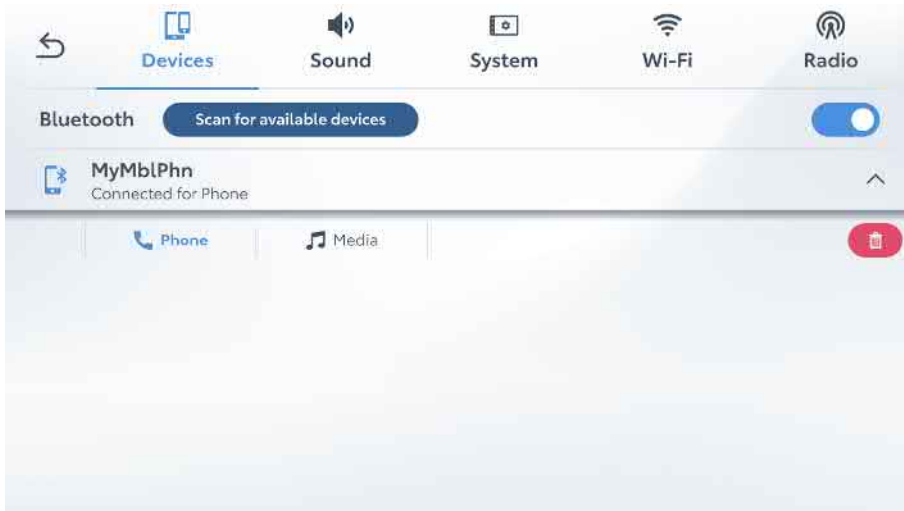 Devices
Sound
System
Wi-Fi
Radio
Bluetooth
Scan for available devices
MyMblPhn
Connected for Phone
Phone
Media